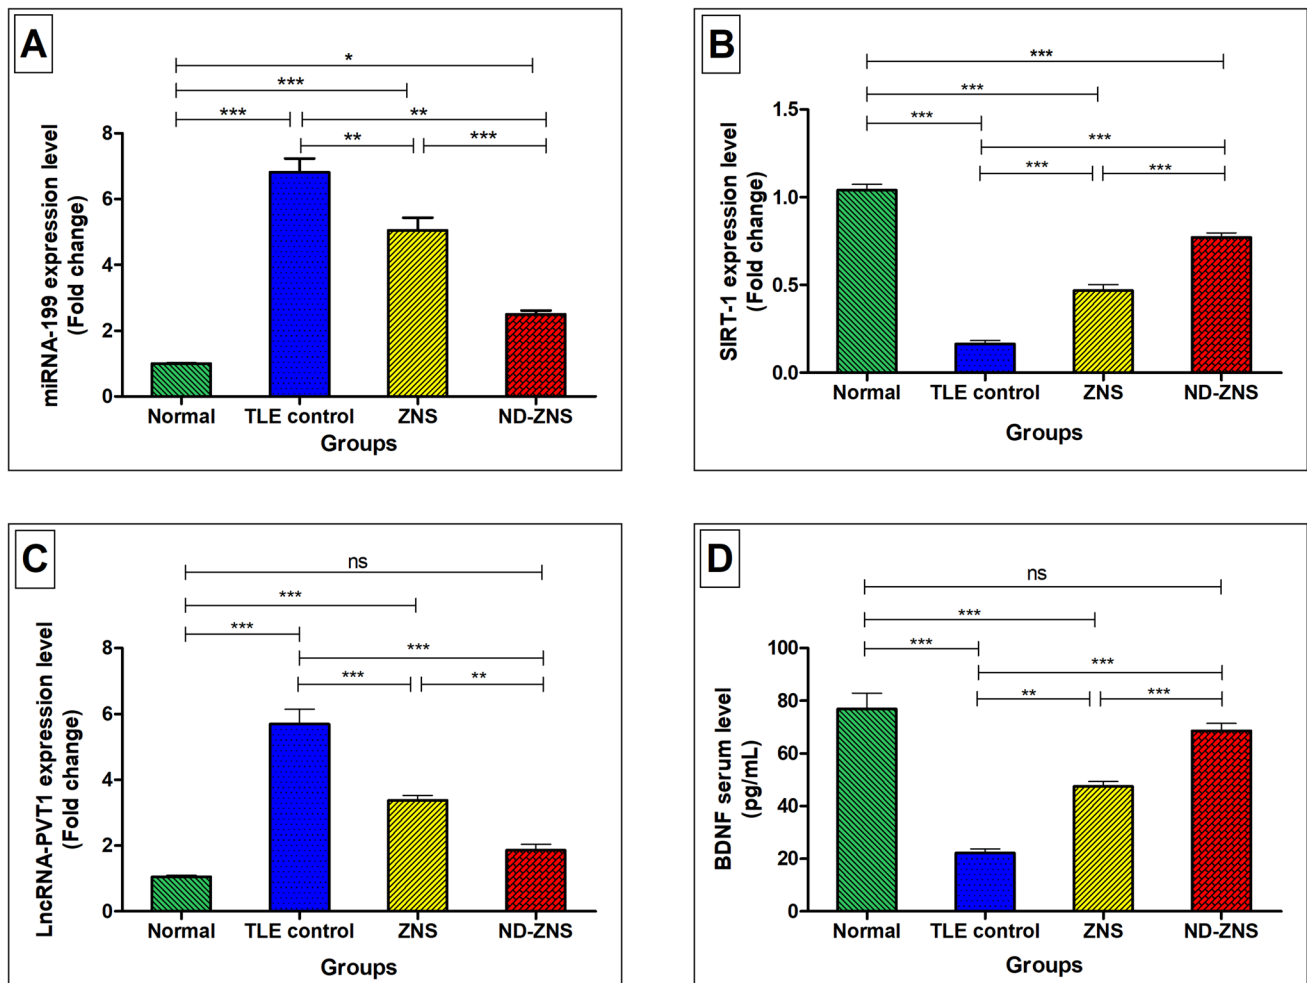 A
*
***
***
**
**
***
miRNA-199 expression level
(Fold change)
8
6
4
2
0
Normal
TLE control
ZNS
ND-ZNS
Groups
B
***
***
***
***
***
***
SIRT-1 expression level
(Fold change)
1.5
1.0
0.5
0.0
Normal
TLE control
ZNS
ND-ZNS
Groups
C
ns
***
***
***
***
**
LncRNA-PVT1 expression level
(Fold change)
8
6
4
2
0
Normal
TLE control
ZNS
ND-ZNS
Groups
D
ns
***
***
***
**
***
BDNF serum level
(pg/mL)
100
80
60
40
20
0
Normal
TLE control
ZNS
ND-ZNS
Groups